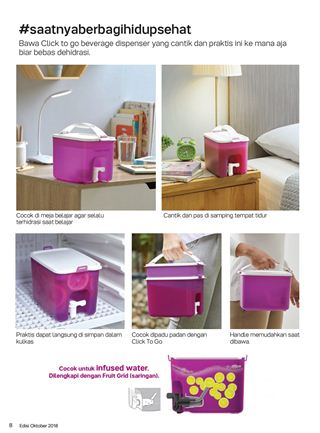 #saatnyaberbagihidupsehat
Bawa Click to go beverage dispenser yang cantik dan praktis ini ke mana aja
biar bebas dehidrasi.
Cocok di meja belajar agar selalu
terhidrasi saat belajar
Cantik dan pas di samping tempat tidur
Praktis dapat langsung di simpan dalam
kulkas
Cocok dipadu padan dengan
Click To Go
Handle memudahkan saat
dibawa
Cocok untuk infused water.
Dilengkapi dengan Fruit Grid (saringan).
8 Edisi Oktober 2018